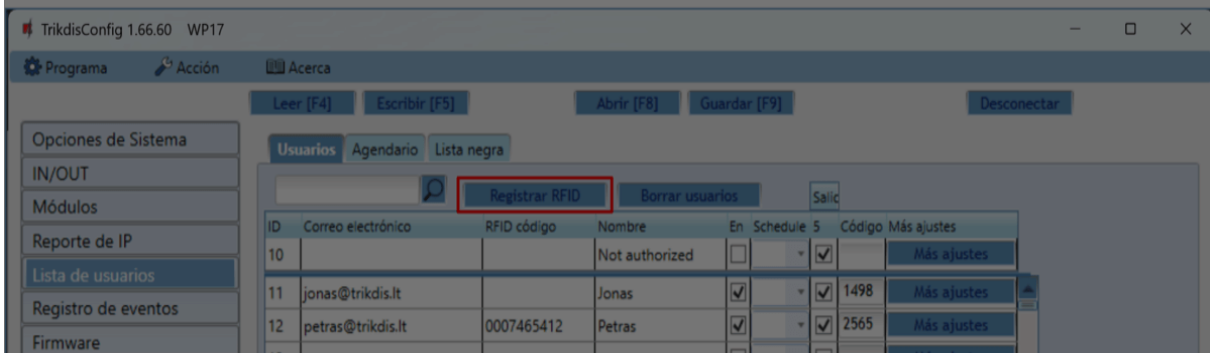 TrikdisConfig 1.66.60 WP17
Programa Acción Acerca
Leer [F4] Escribir [F5] Abrir [F8] Guardar [F9] Desconectar
Opciones de Sistema
IN/OUT
Módulos
Reporte de IP
Lista de usuarios
Registro de eventos
Firmware
Usuarios Agendario Lista negra
Registrar RFID Borrar usuarios Salic
ID Correo electrónico RFID código Nombre En Schedule 5 Código Más ajustes
10 Not authorized Más ajustes
11 jonas@trikdis.lt Jonas 1498 Más ajustes
12 petras@trikdis.lt 0007465412 Petras 2565 Más ajustes